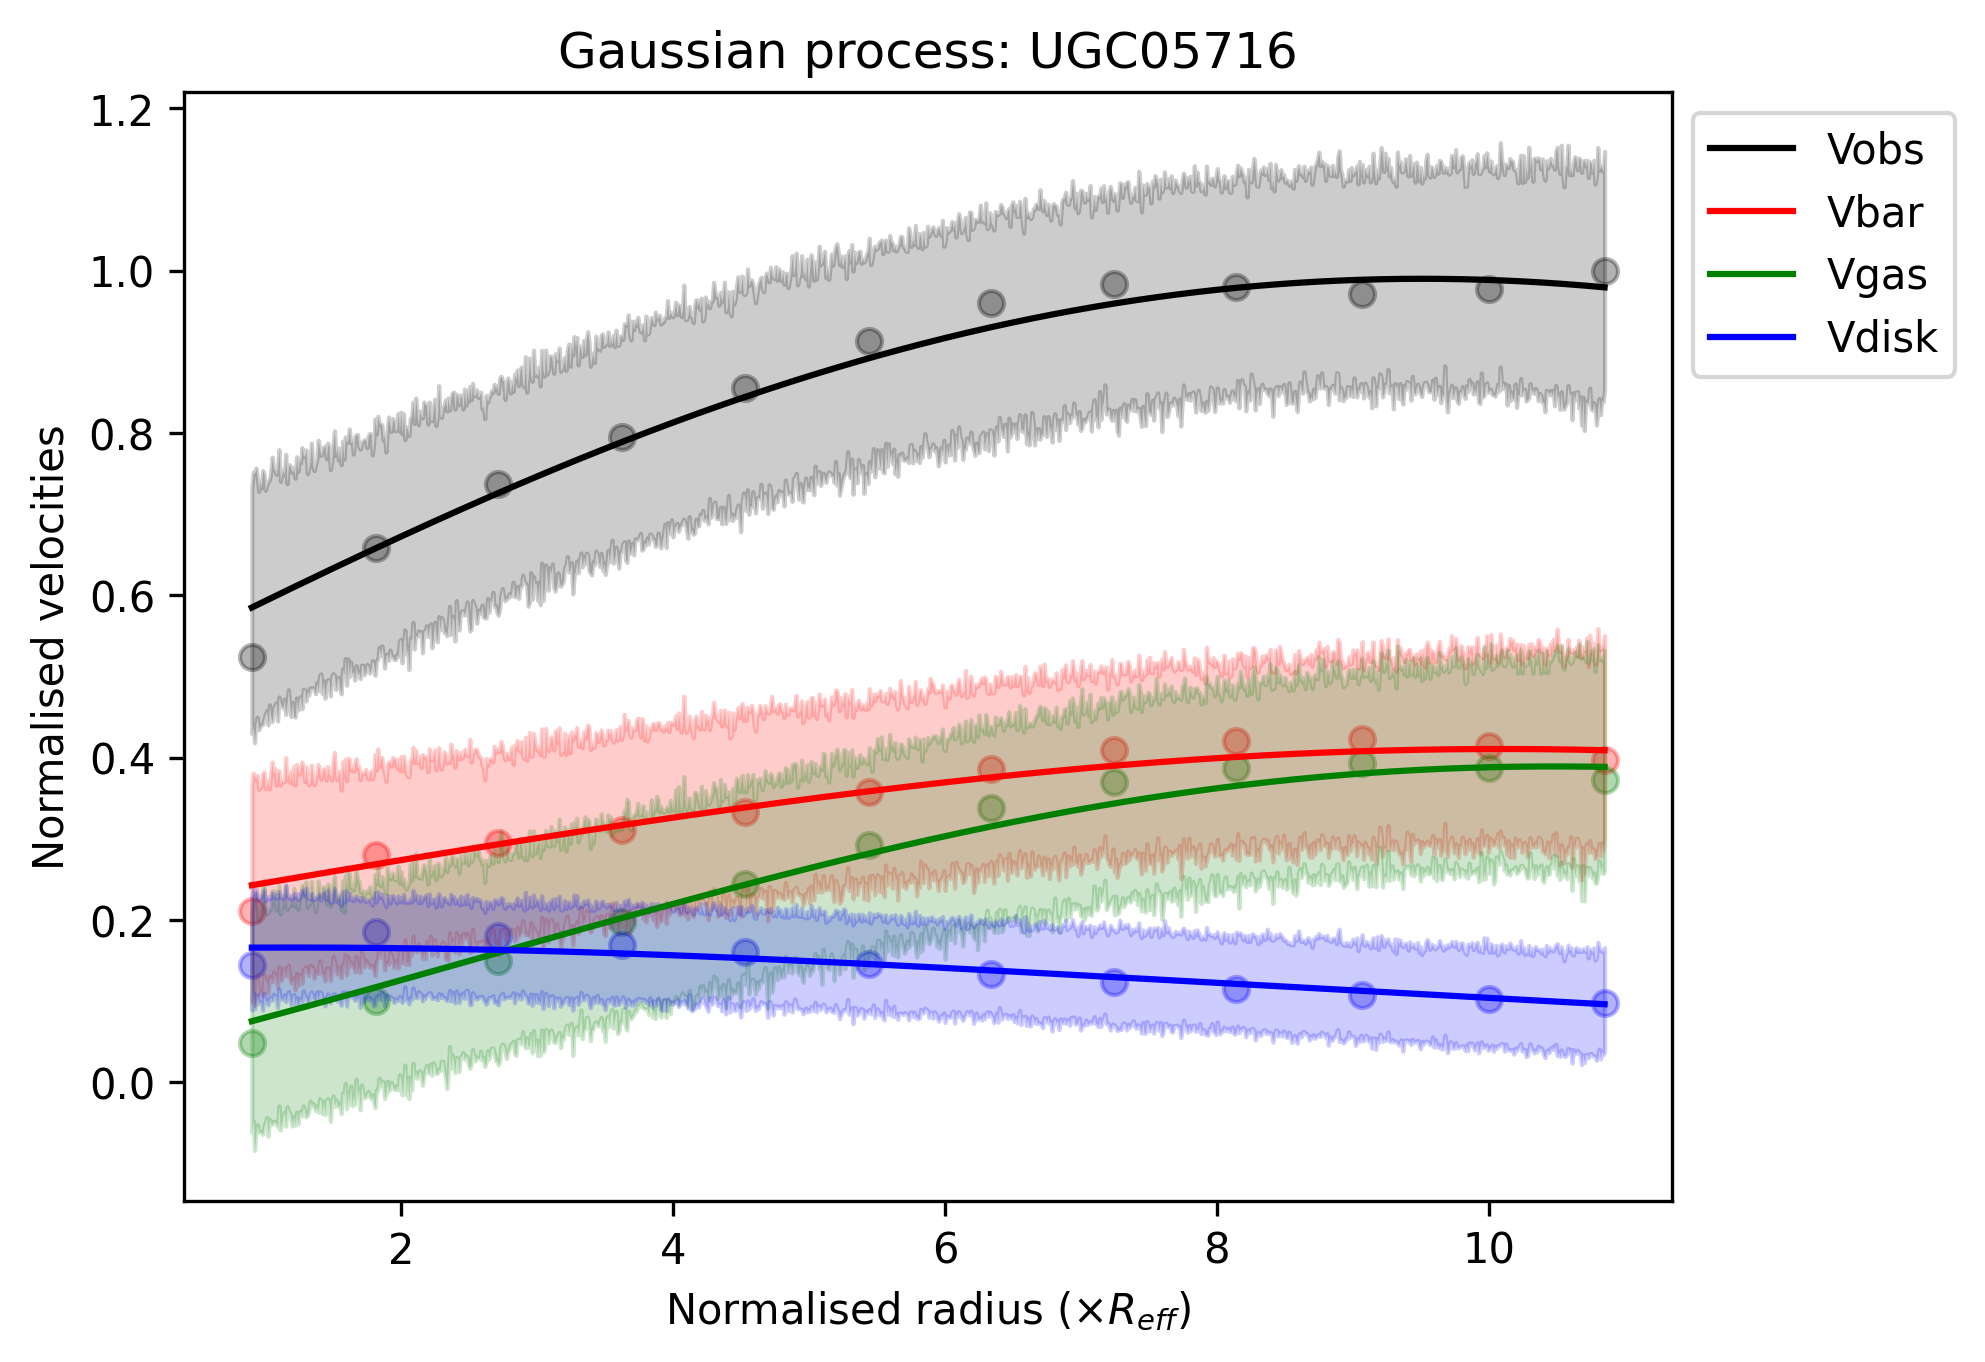 Gaussian process: UGC05716
1.2
1.0
0.8
0.6
0.4
0.2
0.0
Normalised velocities
2 4 6 8 10
Normalised radius (×R_eff)
Vobs
Vbar
Vgas
Vdisk